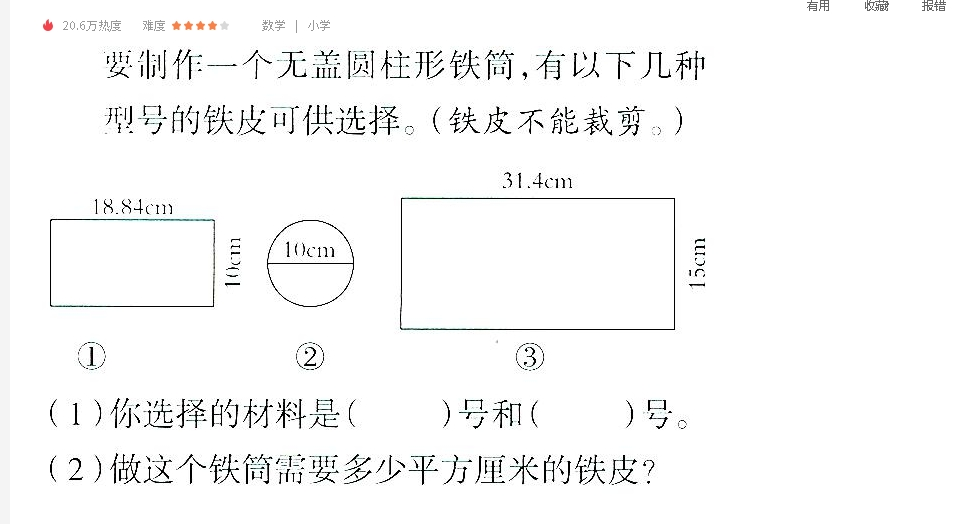 有用 收藏 报错
20.6万热度 难度 数学 | 小学
要制作一个无盖圆柱形铁筒,有以下几种
型号的铁皮可供选择。(铁皮不能裁剪。)
31.4cm
18.84cm
10cm
10cm
15cm
① ② ③
(1)你选择的材料是( )号和( )号。
(2)做这个铁筒需要多少平方厘米的铁皮?